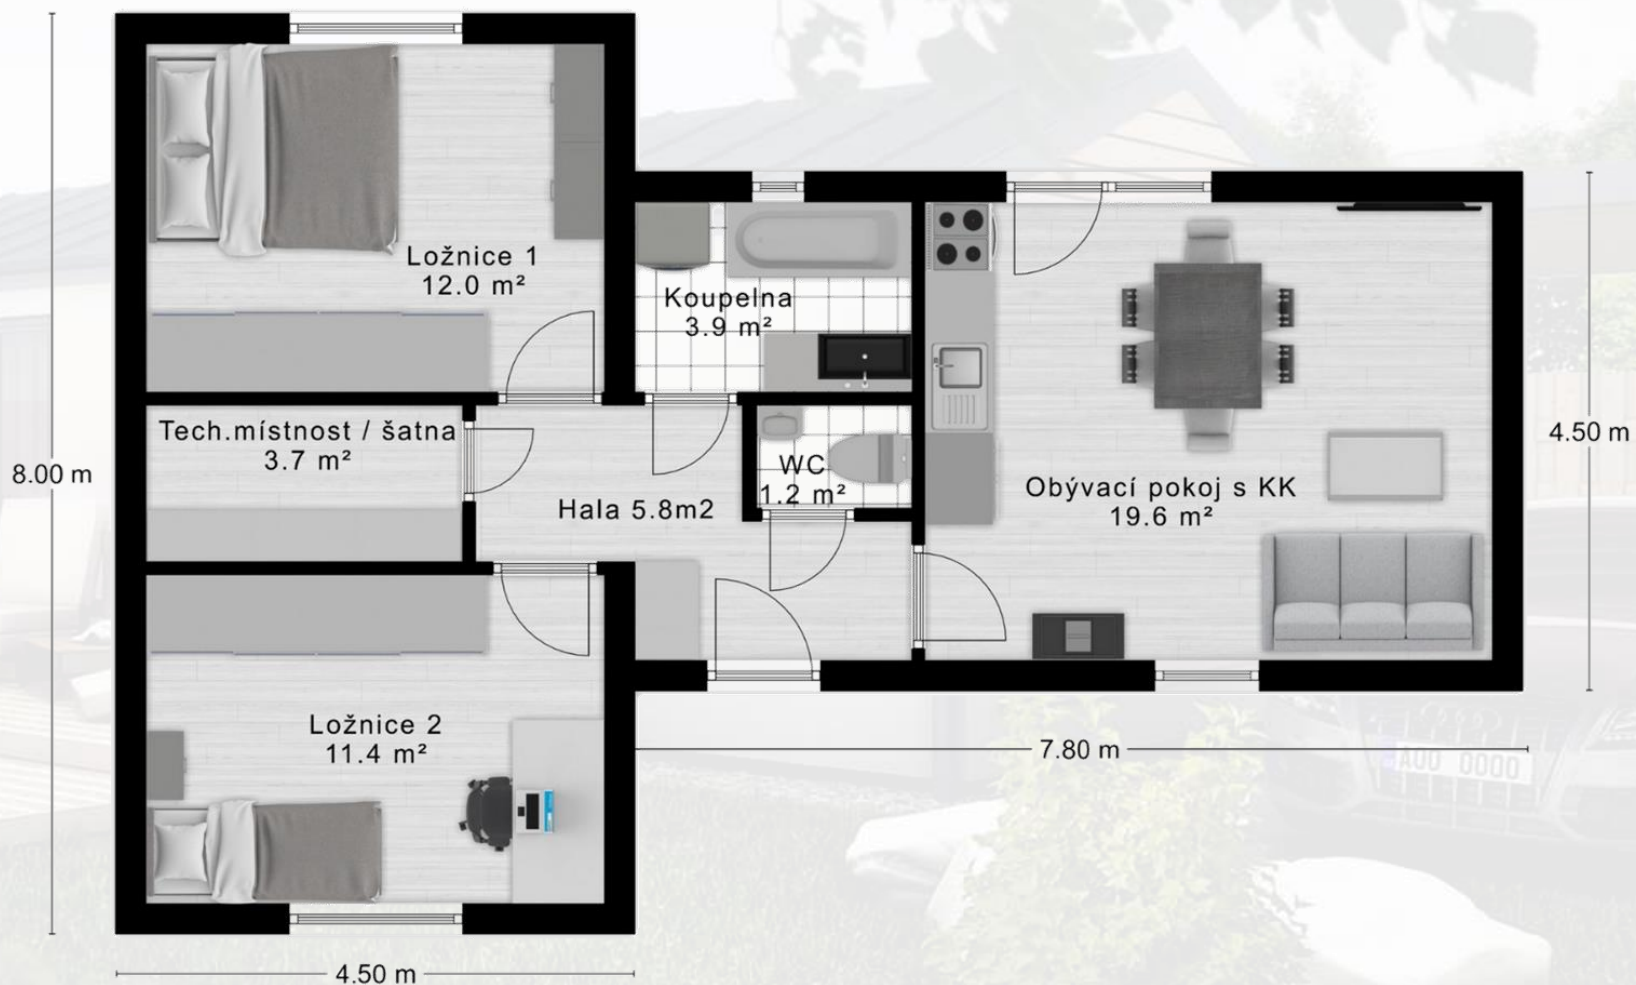 Ložnice 1
12.0 m²
Koupelna
3.9 m²
Tech.místnost / šatna
3.7 m²
WC
1.2 m²
Hala 5.8m2
Obývací pokoj s KK
19.6 m²
8.00 m
4.50 m
Ložnice 2
11.4 m²
7.80 m
AUD 0000
4.50 m